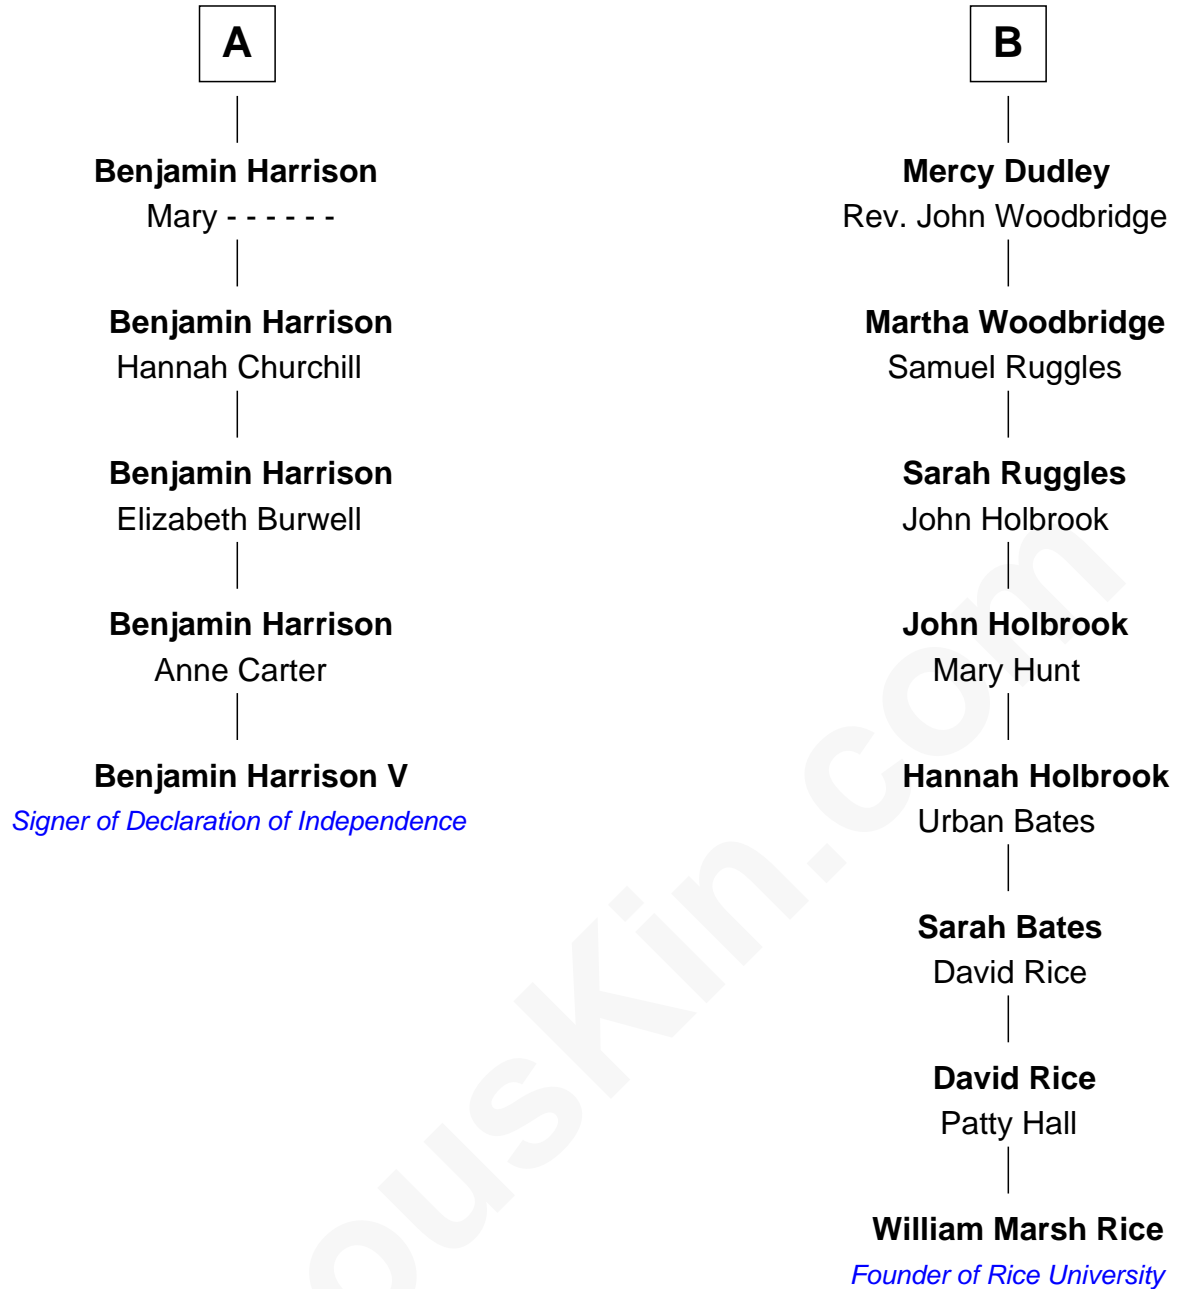 A
Benjamin Harrison
Mary - - - - - -
Benjamin Harrison
Hannah Churchill
Benjamin Harrison
Elizabeth Burwell
Benjamin Harrison
Anne Carter
Benjamin Harrison V
Signer of Declaration of Independence
B
Mercy Dudley
Rev. John Woodbridge
Martha Woodbridge
Samuel Ruggles
Sarah Ruggles
John Holbrook
John Holbrook
Mary Hunt
Hannah Holbrook
Urban Bates
Sarah Bates
David Rice
David Rice
Patty Hall
William Marsh Rice
Founder of Rice University
ousKin.com